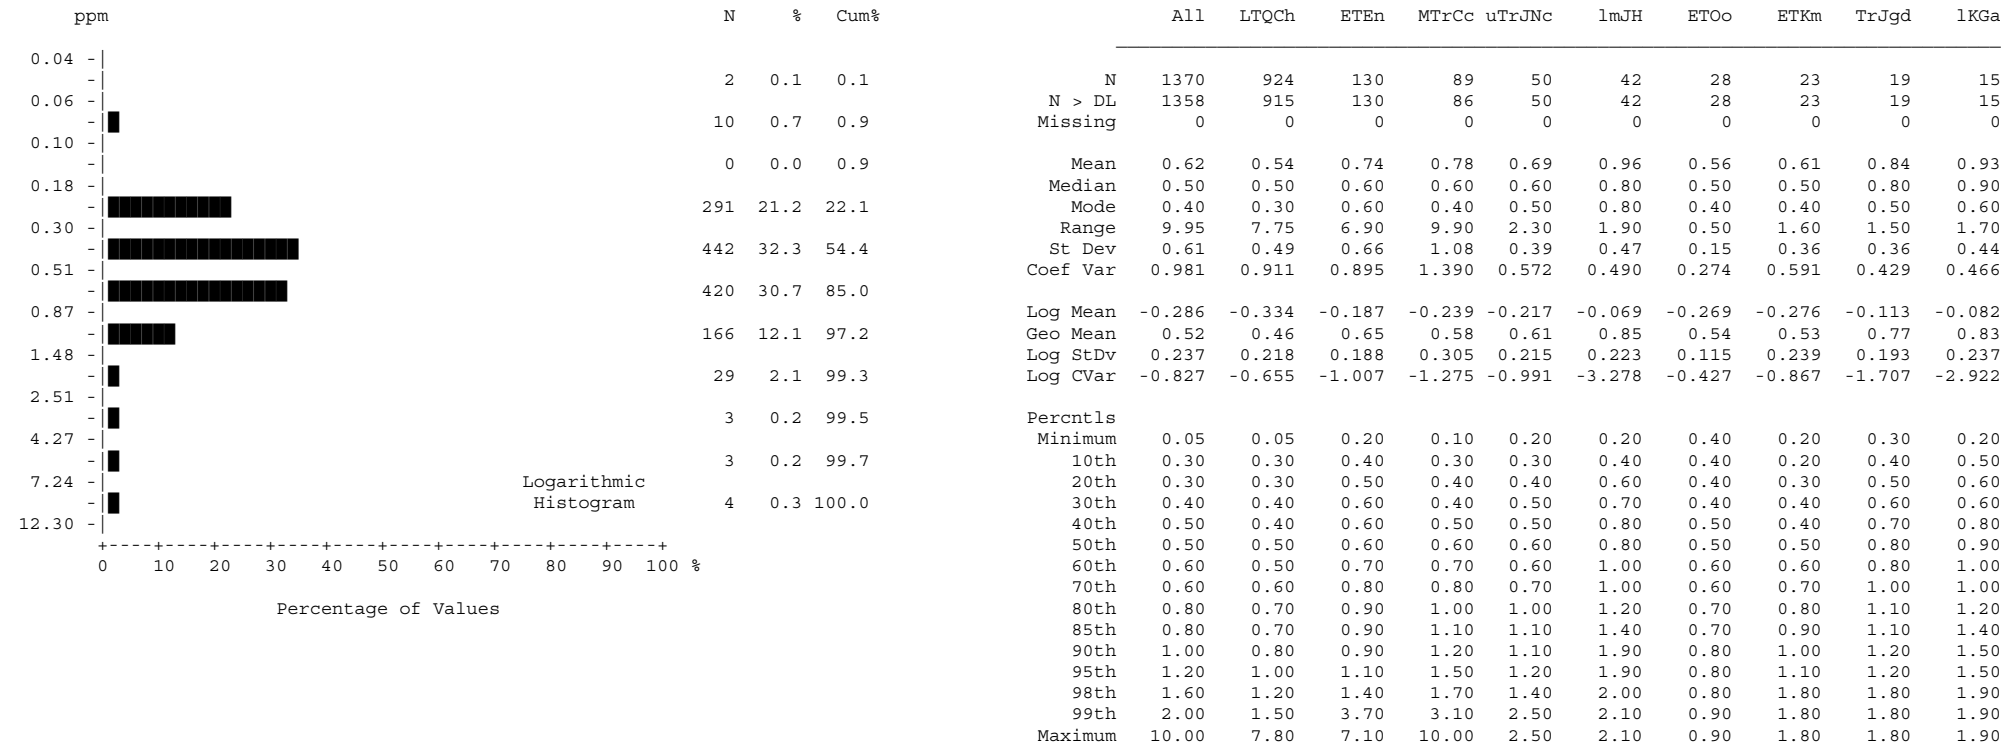 ppm N % Cum% All LTQCh ETEn MTrCc uTrJNc lmJH ETOo ETKm TrJgd lKGa
0.04 -|
-| 2 0.1 0.1 N 1370 924 130 89 50 42 28 23 19 15
0.06 -| N > DL 1358 915 130 86 50 42 28 23 19 15
-| 10 0.7 0.9 Missing 0 0 0 0 0 0 0 0 0 0
0.10 -|
-| 0 0.0 0.9 Mean 0.62 0.54 0.74 0.78 0.69 0.96 0.56 0.61 0.84 0.93
0.18 -| Median 0.50 0.50 0.60 0.60 0.60 0.80 0.50 0.50 0.80 0.90
-| 291 21.2 22.1 Mode 0.40 0.30 0.60 0.40 0.50 0.80 0.40 0.40 0.50 0.60
0.30 -| Range 9.95 7.75 6.90 9.90 2.30 1.90 0.50 1.60 1.50 1.70
-| 442 32.3 54.4 St Dev 0.61 0.49 0.66 1.08 0.39 0.47 0.15 0.36 0.36 0.44
0.51 -| Coef Var 0.981 0.911 0.895 1.390 0.572 0.490 0.274 0.591 0.429 0.466
-| 420 30.7 85.0
0.87 -| Log Mean -0.286 -0.334 -0.187 -0.239 -0.217 -0.069 -0.269 -0.276 -0.113 -0.082
-| 166 12.1 97.2 Geo Mean 0.52 0.46 0.65 0.58 0.61 0.85 0.54 0.53 0.77 0.83
1.48 -| Log StDv 0.237 0.218 0.188 0.305 0.215 0.223 0.115 0.239 0.193 0.237
-| 29 2.1 99.3 Log CVar -0.827 -0.655 -1.007 -1.275 -0.991 -3.278 -0.427 -0.867 -1.707 -2.922
2.51 -|
-| 3 0.2 99.5 Percntls
4.27 -| Minimum 0.05 0.05 0.20 0.10 0.20 0.20 0.40 0.20 0.30 0.20
-| 3 0.2 99.7 10th 0.30 0.30 0.40 0.30 0.30 0.40 0.40 0.20 0.40 0.50
7.24 -| Logarithmic 20th 0.30 0.30 0.50 0.40 0.40 0.60 0.40 0.30 0.50 0.60
-| Histogram 4 0.3 100.0 30th 0.40 0.40 0.60 0.40 0.50 0.70 0.40 0.40 0.60 0.60
12.30 -| 40th 0.50 0.40 0.60 0.50 0.50 0.80 0.50 0.40 0.70 0.80
+----+----+----+----+----+----+----+----+----+----+ 50th 0.50 0.50 0.60 0.60 0.60 0.80 0.50 0.50 0.80 0.90
0 10 20 30 40 50 60 70 80 90 100 % 60th 0.60 0.50 0.70 0.70 0.60 1.00 0.60 0.60 0.80 1.00
70th 0.60 0.60 0.80 0.80 0.70 1.00 0.60 0.70 1.00 1.00
Percentage of Values 80th 0.80 0.70 0.90 1.00 1.00 1.20 0.70 0.80 1.10 1.20
85th 0.80 0.70 0.90 1.10 1.10 1.40 0.70 0.90 1.10 1.40
90th 1.00 0.80 0.90 1.20 1.10 1.90 0.80 1.00 1.20 1.50
95th 1.20 1.00 1.10 1.50 1.20 1.90 0.80 1.10 1.20 1.50
98th 1.60 1.20 1.40 1.70 1.40 2.00 0.80 1.80 1.80 1.90
99th 2.00 1.50 3.70 3.10 2.50 2.10 0.90 1.80 1.80 1.90
Maximum 10.00 7.80 7.10 10.00 2.50 2.10 0.90 1.80 1.80 1.90